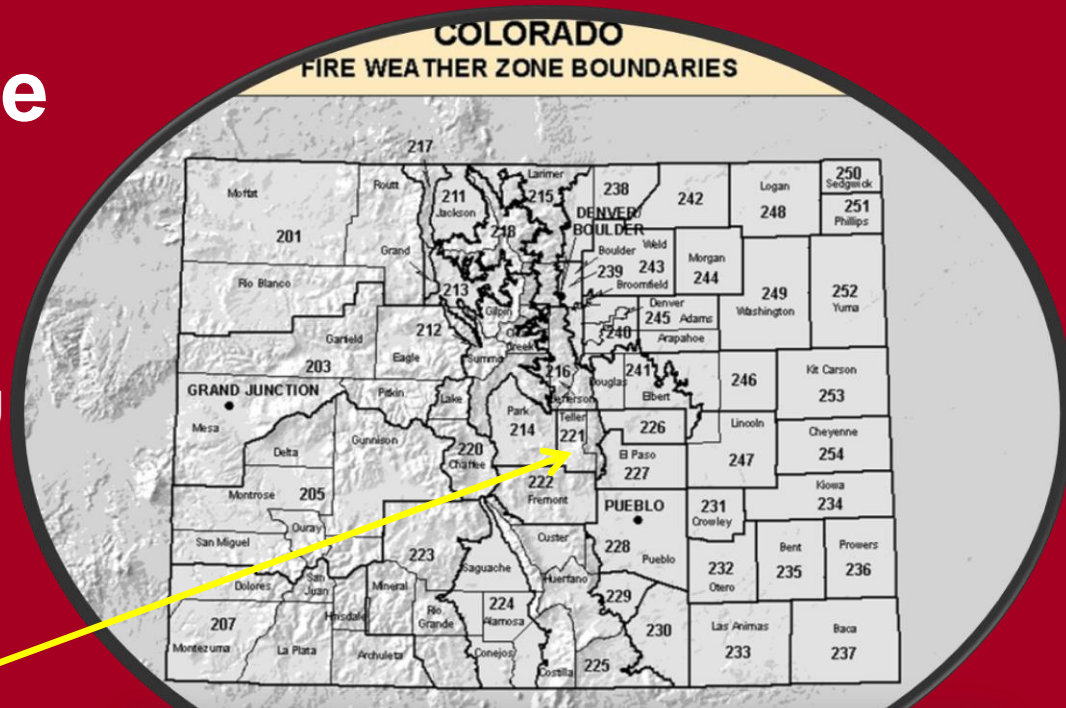 e
COLORADO
FIRE WEATHER ZONE BOUNDARIES
217
Moffat
Routt
211
Jackson
Larimer
215
238
242
Logan
248
250
Sedgwick
251
Phillips
201
Grand
218
DENVER/
BOULDER
Boulder
239
Weld
243
Broomfield
Morgan
244
249
Washington
252
Yuma
Rio Blanco
213
Gilpin
Denver
245 Adams
Arapahoe
240
Garfield
203
212
Eagle
Creek
GRAND JUNCTION
Mesa
Pitkin
Lake
216
Jefferson
Douglas
241
Elbert
246
Kit Carson
253
Park
214
Teller
221
226
Lincoln
247
Cheyenne
254
Delta
Gunnison
220
Chaffee
El Paso
227
Kiowa
234
Montrose
205
222
Fremont
PUEBLO
231
Crowley
Ouray
San Miguel
223
Saguache
Custer
228
Pueblo
232
Otero
Bent
235
Prowers
236
Dolores
San
Juan
Mineral
Huerfano
229
207
Montezuma
Hinsdale
Rio
Grande
224
Alamosa
230
Las Animas
233
Baca
237
La Plata
Archuleta
Conejos
Costilla
225